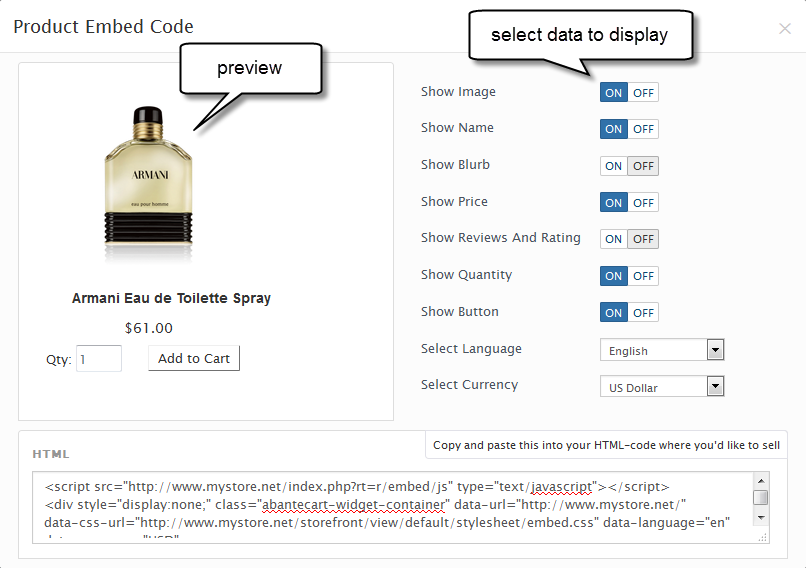 Product Embed Code
×
preview
select data to display
ARMANI
eau pour homme
Armani Eau de Toilette Spray
$61.00
Qty: 1 Add to Cart
Show Image ON OFF
Show Name ON OFF
Show Blurb ON OFF
Show Price ON OFF
Show Reviews And Rating ON OFF
Show Quantity ON OFF
Show Button ON OFF
Select Language English
Select Currency US Dollar
HTML
Copy and paste this into your HTML-code where you'd like to sell
<script src="http://www.mystore.net/index.php?rt=r/embed/js" type="text/javascript"></script>
<div style="display:none;" class="abantecart-widget-container" data-url="http://www.mystore.net/"
data-css-url="http://www.mystore.net/storefront/view/default/stylesheet/embed.css" data-language="en"